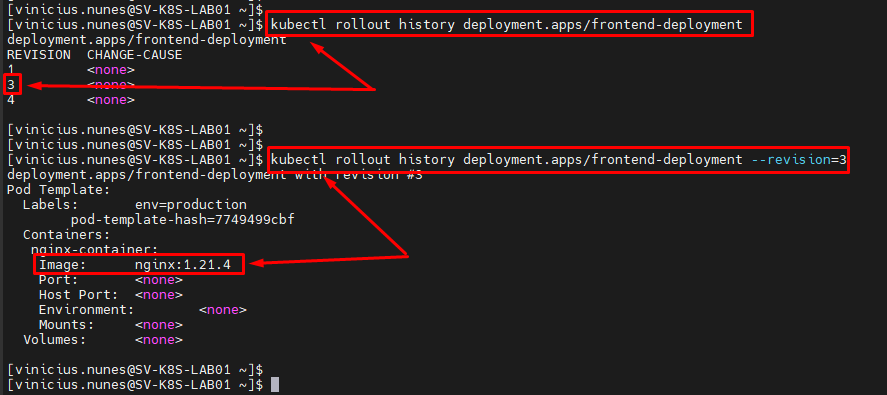 [vinicius.nunes@SV-K8S-LAB01 ~]$
[vinicius.nunes@SV-K8S-LAB01 ~]$ kubectl rollout history deployment.apps/frontend-deployment
deployment.apps/frontend-deployment
REVISION  CHANGE-CAUSE
1         <none>
3         <none>
4         <none>
[vinicius.nunes@SV-K8S-LAB01 ~]$
[vinicius.nunes@SV-K8S-LAB01 ~]$
[vinicius.nunes@SV-K8S-LAB01 ~]$ kubectl rollout history deployment.apps/frontend-deployment --revision=3
deployment.apps/frontend-deployment with revision #3
Pod Template:
  Labels:       env=production
        pod-template-hash=7749499cbf
  Containers:
   nginx-container:
    Image:      nginx:1.21.4
    Port:       <none>
    Host Port:  <none>
    Environment:        <none>
    Mounts:     <none>
  Volumes:      <none>
[vinicius.nunes@SV-K8S-LAB01 ~]$
[vinicius.nunes@SV-K8S-LAB01 ~]$